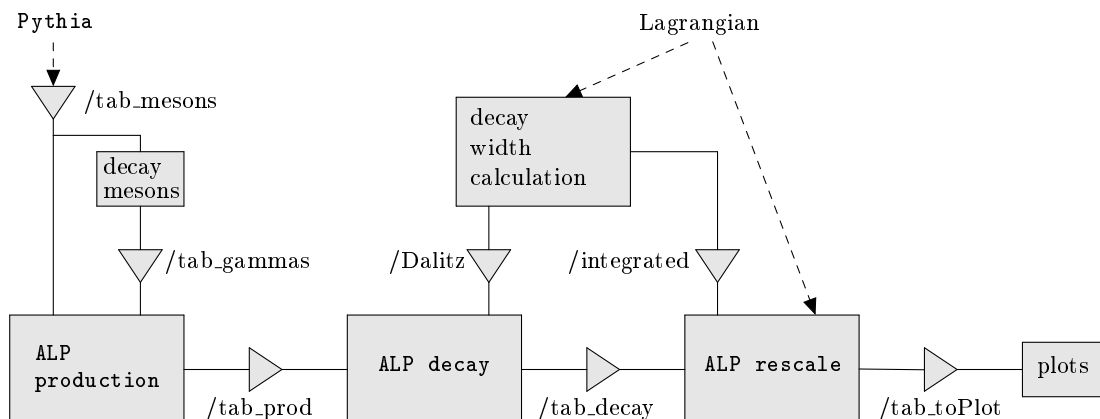 Pythia
Lagrangian
/tab_mesons
decay
width
calculation
decay
mesons
/tab_gammas
/Dalitz
/integrated
ALP
production
ALP decay
ALP rescale
plots
/tab_prod
/tab_decay
/tab_toPlot